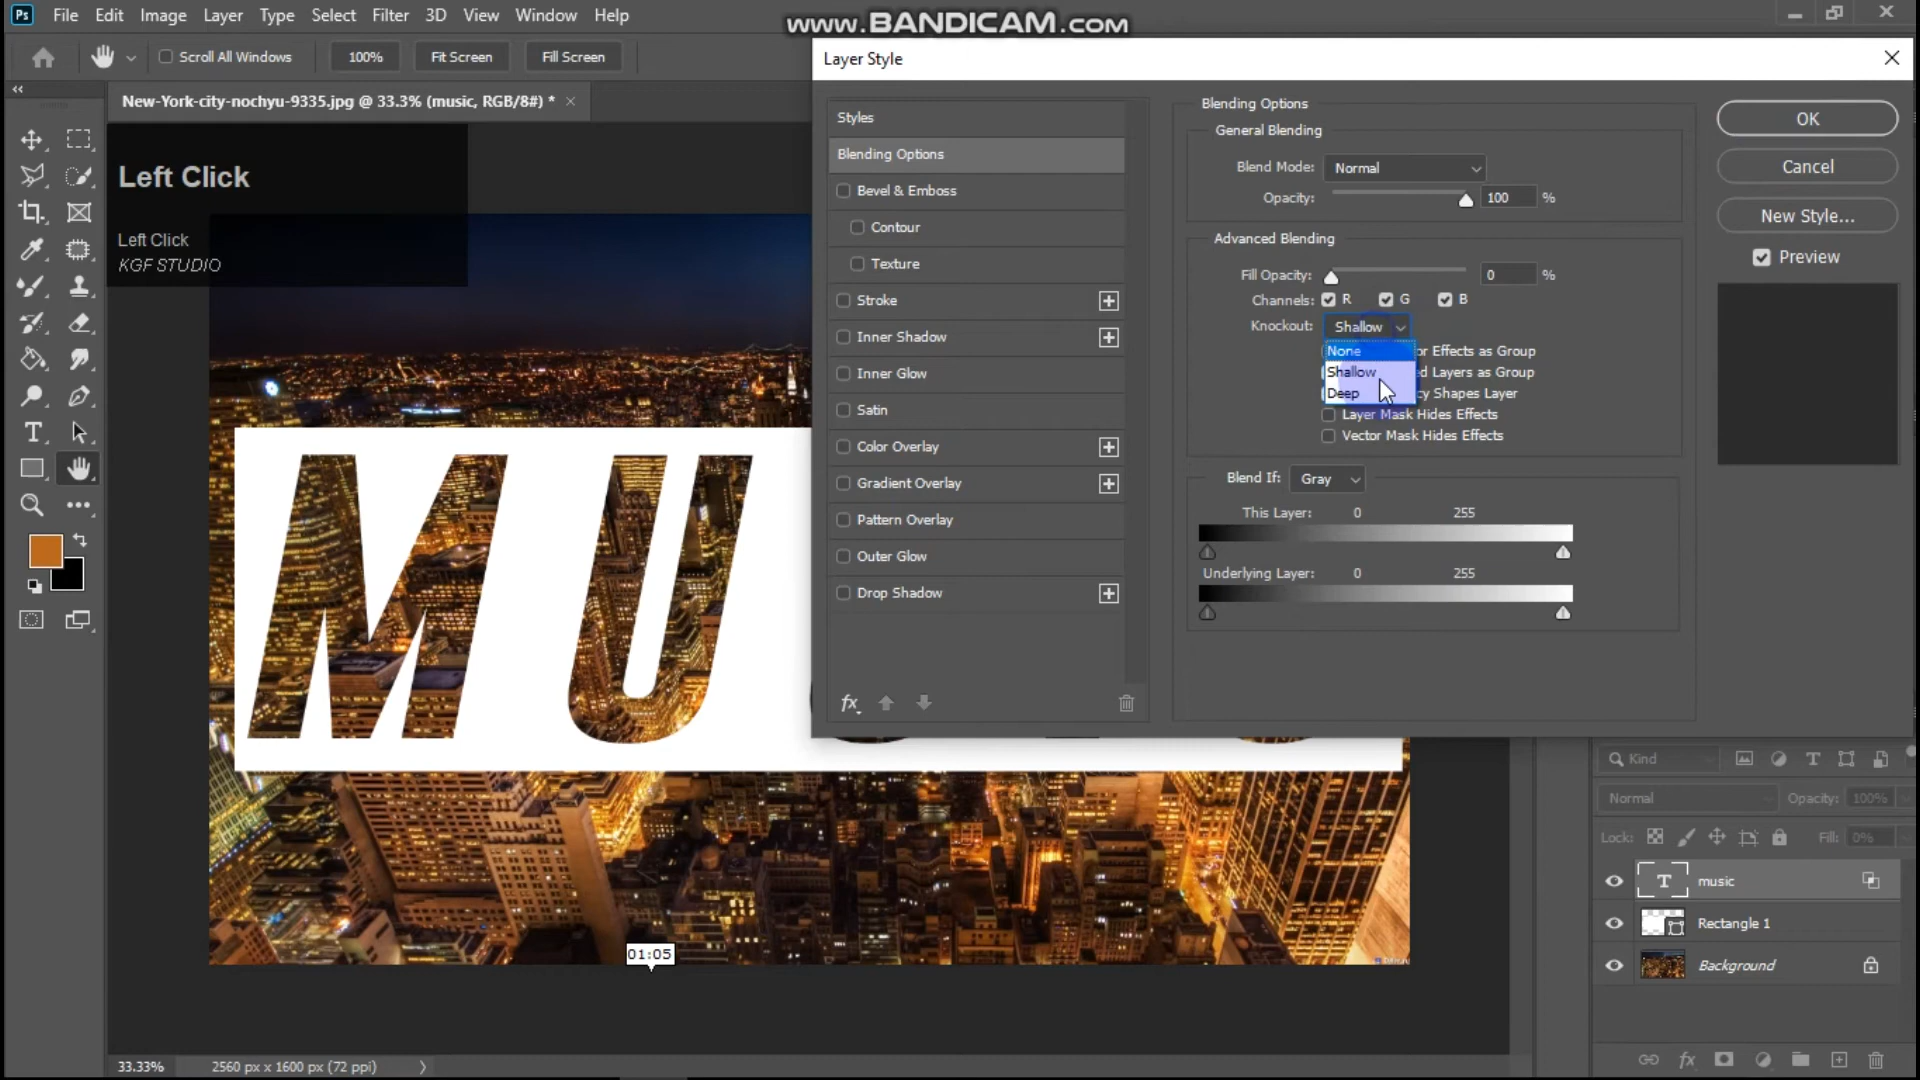 www.BANDICAM.com
Ps File Edit Image Layer Type Select Filter 3D View Window Help
Scroll All Windows 100% Fit Screen Fill Screen
New-York-city-nochyu-9335.jpg @ 33.3% (music, RGB/8#) *
Left Click
Left Click
KGF STUDIO
Layer Style
Styles
Blending Options
Bevel & Emboss
Contour
Texture
Stroke
Inner Shadow
Inner Glow
Satin
Color Overlay
Gradient Overlay
Pattern Overlay
Outer Glow
Drop Shadow
fx
Blending Options
General Blending
Blend Mode: Normal
Opacity: 100 %
Advanced Blending
Fill Opacity: 0 %
Channels: R G B
Knockout: Shallow
None
Shallow
Deep
or Effects as Group
d Layers as Group
cy Shapes Layer
Layer Mask Hides Effects
Vector Mask Hides Effects
Blend If: Gray
This Layer: 0 255
Underlying Layer: 0 255
OK
Cancel
New Style...
Preview
MU
Kind
Normal Opacity: 100%
Lock: Fill: 0%
T music
Rectangle 1
Background
fx
01:05
33.33% 2560 px x 1600 px (72 ppi)